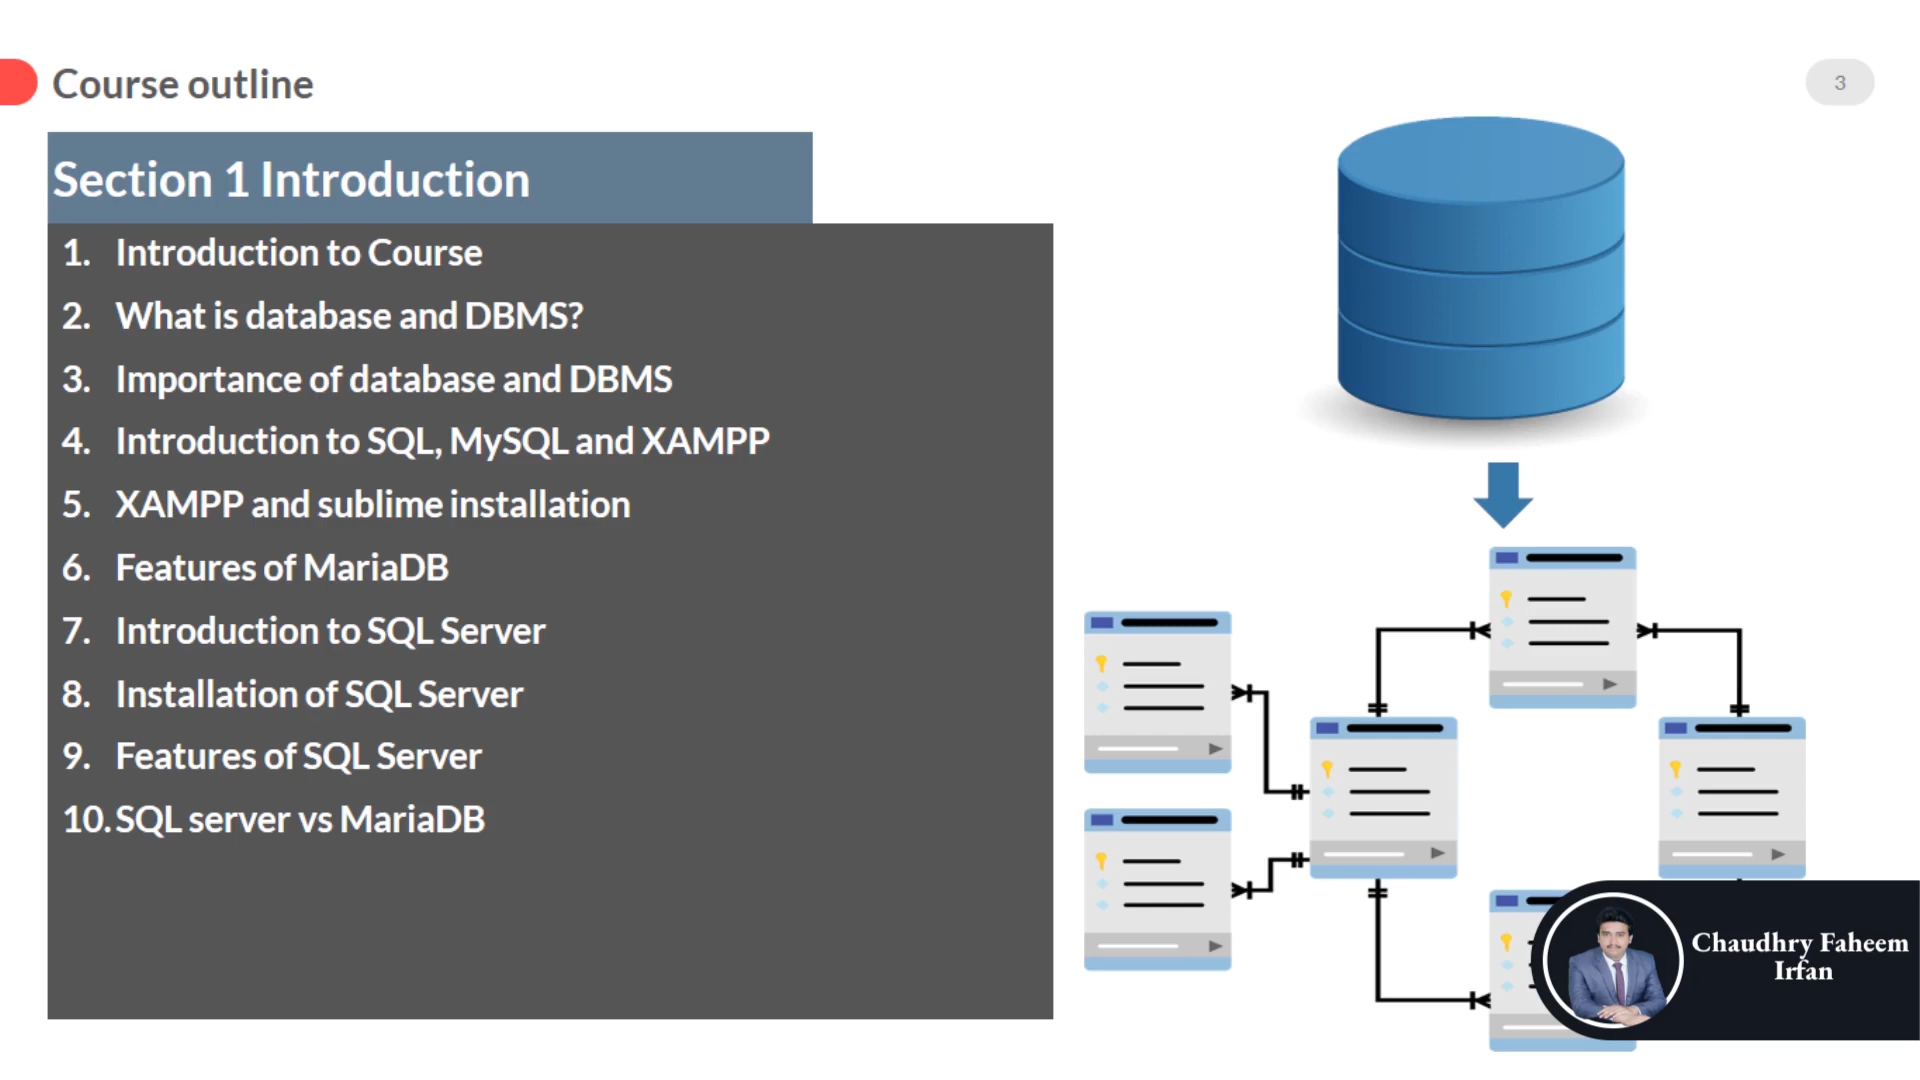 Course outline
3
Section 1 Introduction
1. Introduction to Course
2. What is database and DBMS?
3. Importance of database and DBMS
4. Introduction to SQL, MySQL and XAMPP
5. XAMPP and sublime installation
6. Features of MariaDB
7. Introduction to SQL Server
8. Installation of SQL Server
9. Features of SQL Server
10. SQL server vs MariaDB
Chaudhry Faheem
Irfan